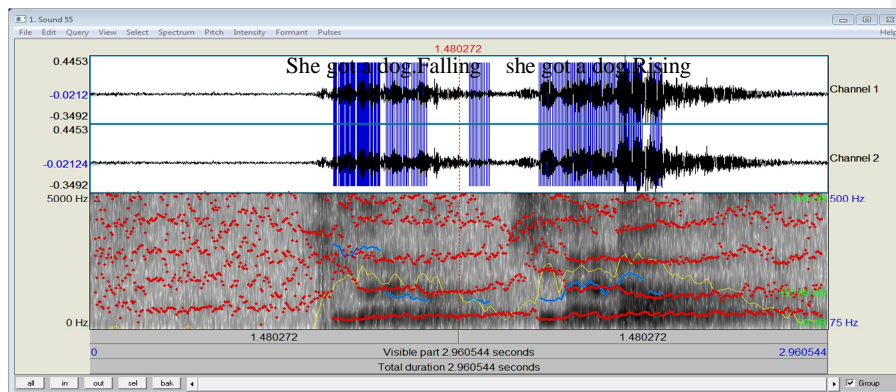 1. Sound 55
File Edit Query View Select Spectrum Pitch Intensity Formant Pulses Help
1.480272
She got a dog.Falling she got a dog.Rising
0.4453
Channel 1
-0.0212
-0.3492
0.4453
Channel 2
-0.02124
-0.3492
5000 Hz 500 Hz
0 Hz 75 Hz
1.480272 1.480272
0 Visible part 2.960544 seconds 2.960544
Total duration 2.960544 seconds
all in out sel bak Group